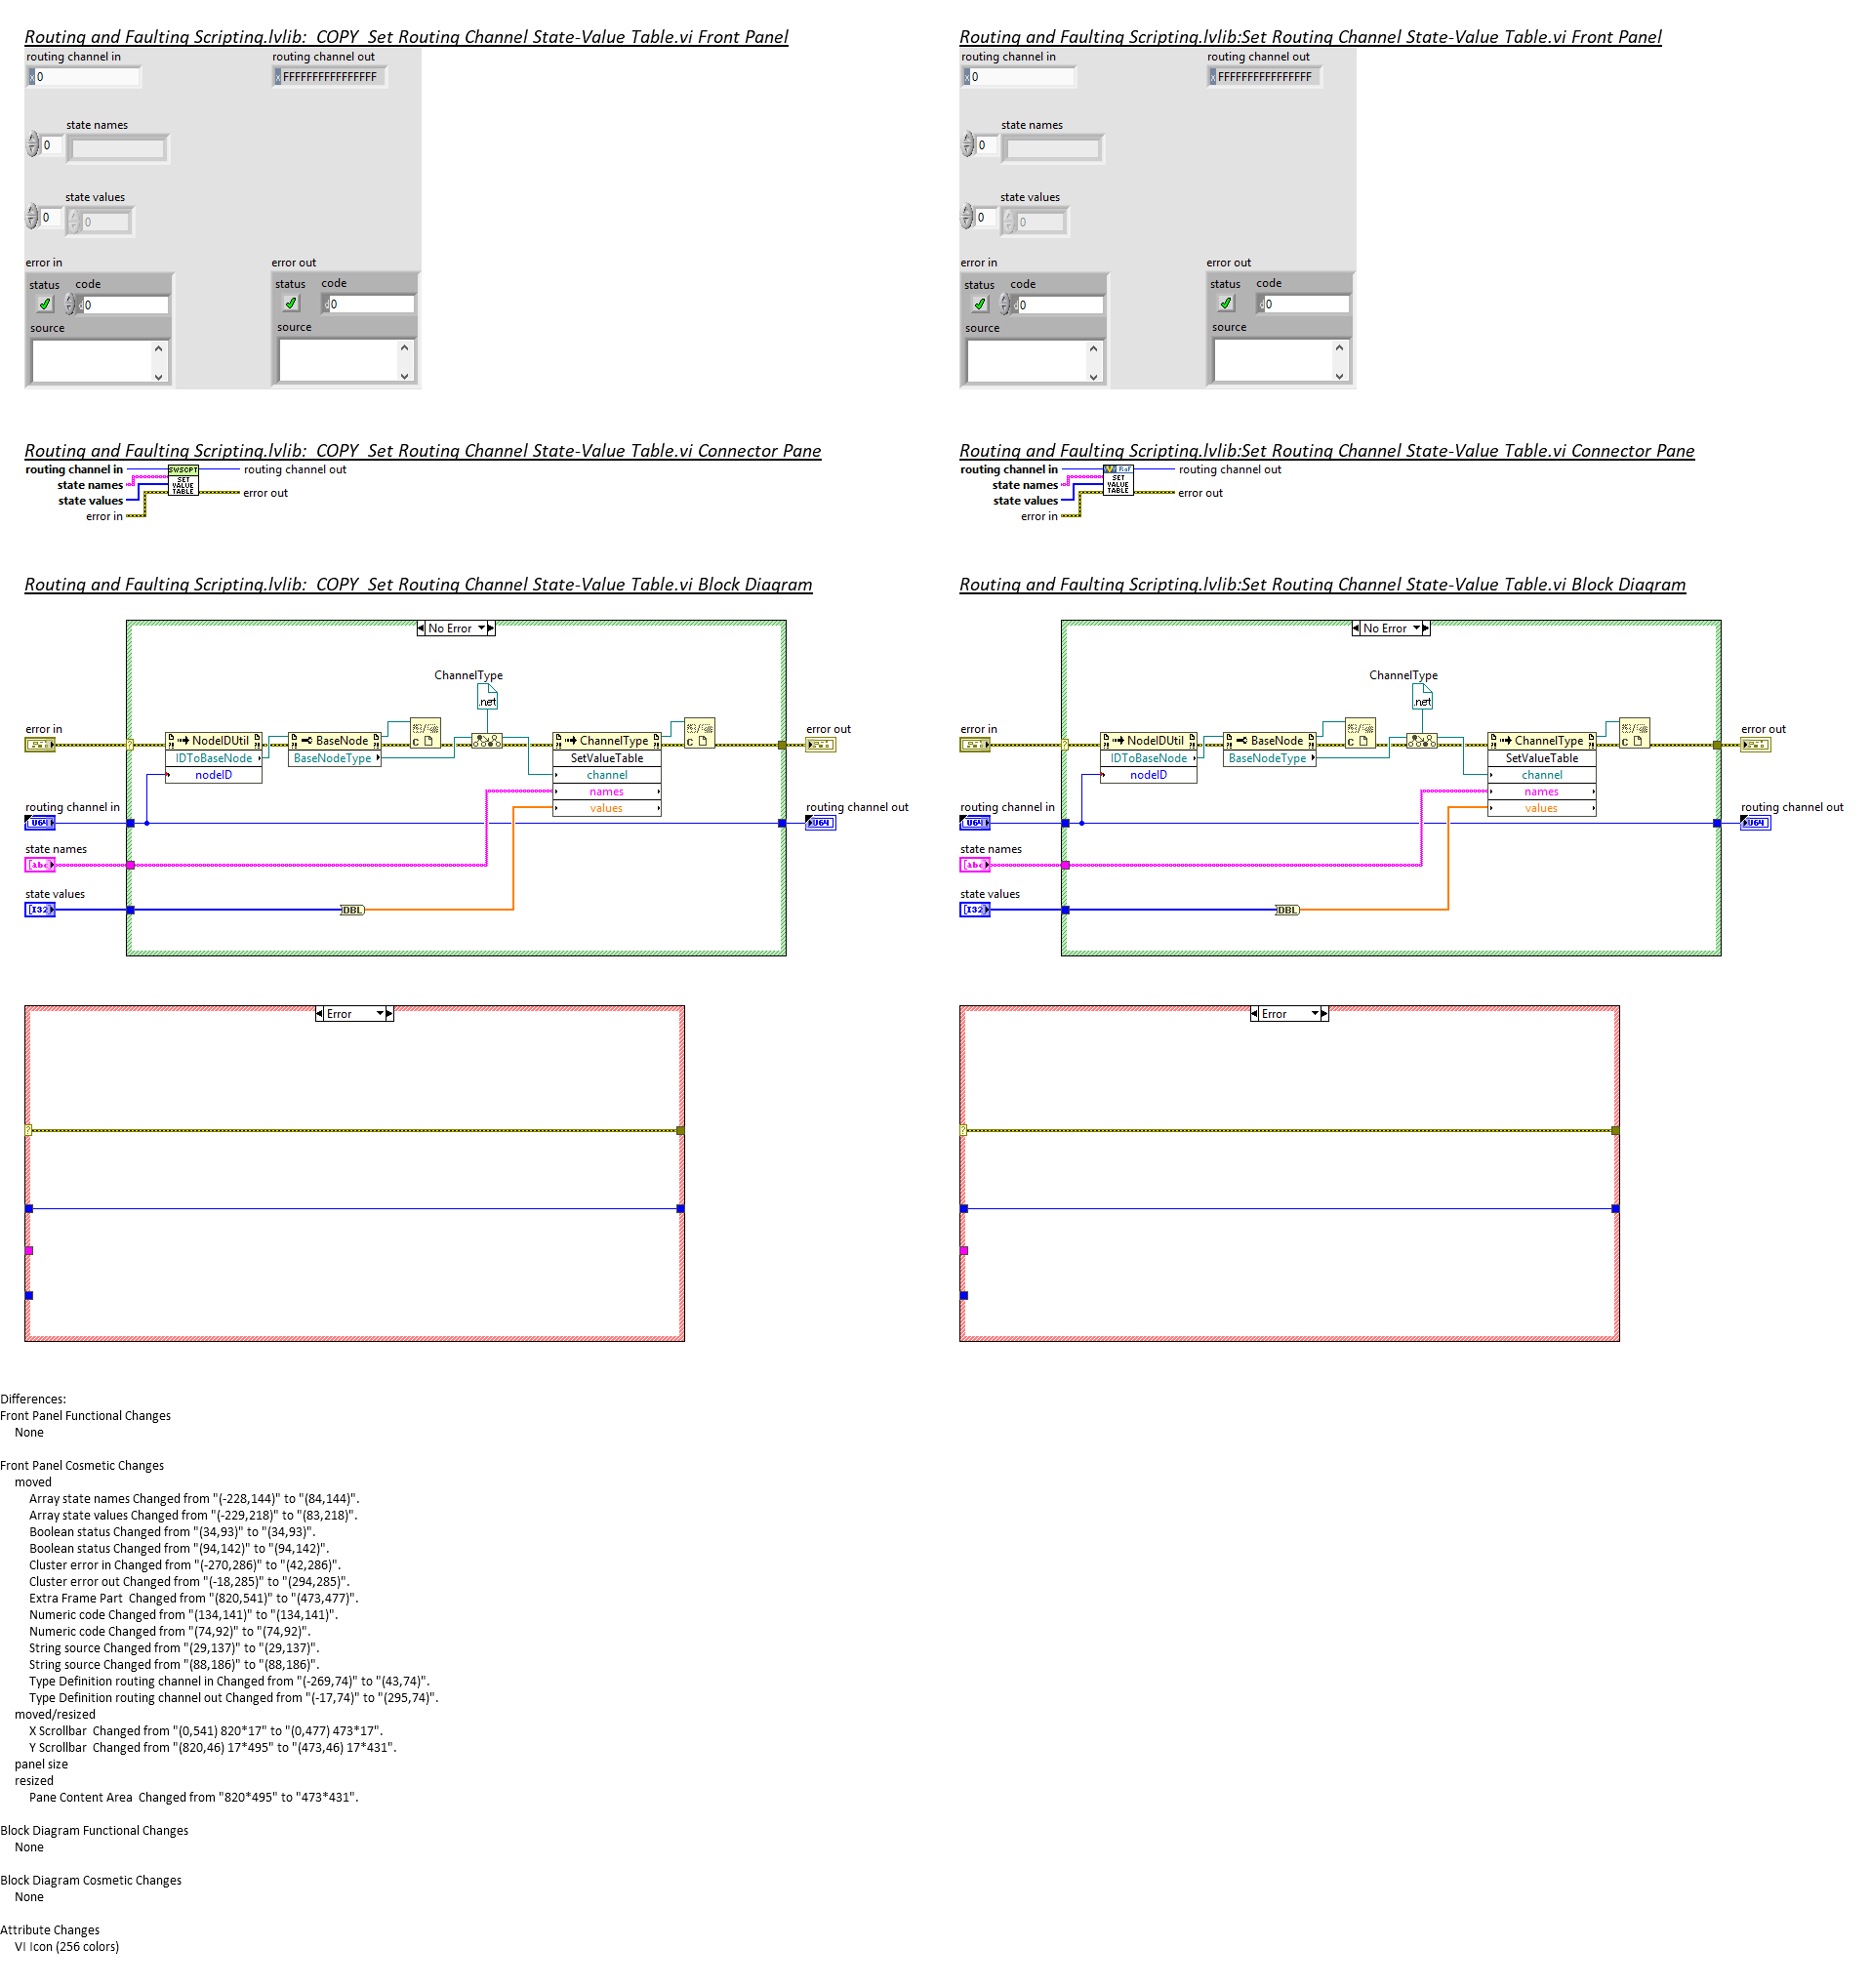 Routing and Faulting Scripting.lvlib:  COPY  Set Routing Channel State-Value Table.vi Front Panel
routing channel in
routing channel out
x 0
x FFFFFFFFFFFFFFFF
state names
0
state values
0
0
error in
error out
status
code
status
code
d 0
d 0
source
source
Routing and Faulting Scripting.lvlib:Set Routing Channel State-Value Table.vi Front Panel
routing channel in
routing channel out
x 0
x FFFFFFFFFFFFFFFF
state names
0
state values
0
0
error in
error out
status
code
status
code
d 0
d 0
source
source
Routing and Faulting Scripting.lvlib:  COPY  Set Routing Channel State-Value Table.vi Connector Pane
routing channel in
SWSCPT
routing channel out
state names
SET
VALUE
TABLE
state values
error out
error in
Routing and Faulting Scripting.lvlib:Set Routing Channel State-Value Table.vi Connector Pane
routing channel in
routing channel out
state names
SET
VALUE
TABLE
state values
error out
error in
Routing and Faulting Scripting.lvlib:  COPY  Set Routing Channel State-Value Table.vi Block Diagram
No Error
ChannelType
.net
error in
error out
NodeIDUtil
IDToBaseNode
nodeID
BaseNode
BaseNodeType
C
ChannelType
SetValueTable
channel
names
values
C
routing channel in
U64
routing channel out
U64
state names
[abc]
state values
[I32]
DBL
Error
Routing and Faulting Scripting.lvlib:Set Routing Channel State-Value Table.vi Block Diagram
No Error
ChannelType
.net
error in
error out
NodeIDUtil
IDToBaseNode
nodeID
BaseNode
BaseNodeType
C
ChannelType
SetValueTable
channel
names
values
C
routing channel in
U64
routing channel out
U64
state names
[abc]
state values
[I32]
DBL
Error
Differences:
Front Panel Functional Changes
None
Front Panel Cosmetic Changes
moved
Array state names Changed from "(-228,144)" to "(84,144)".
Array state values Changed from "(-229,218)" to "(83,218)".
Boolean status Changed from "(34,93)" to "(34,93)".
Boolean status Changed from "(94,142)" to "(94,142)".
Cluster error in Changed from "(-270,286)" to "(42,286)".
Cluster error out Changed from "(-18,285)" to "(294,285)".
Extra Frame Part  Changed from "(820,541)" to "(473,477)".
Numeric code Changed from "(134,141)" to "(134,141)".
Numeric code Changed from "(74,92)" to "(74,92)".
String source Changed from "(29,137)" to "(29,137)".
String source Changed from "(88,186)" to "(88,186)".
Type Definition routing channel in Changed from "(-269,74)" to "(43,74)".
Type Definition routing channel out Changed from "(-17,74)" to "(295,74)".
moved/resized
X Scrollbar  Changed from "(0,541) 820*17" to "(0,477) 473*17".
Y Scrollbar  Changed from "(820,46) 17*495" to "(473,46) 17*431".
panel size
resized
Pane Content Area  Changed from "820*495" to "473*431".
Block Diagram Functional Changes
None
Block Diagram Cosmetic Changes
None
Attribute Changes
VI Icon (256 colors)